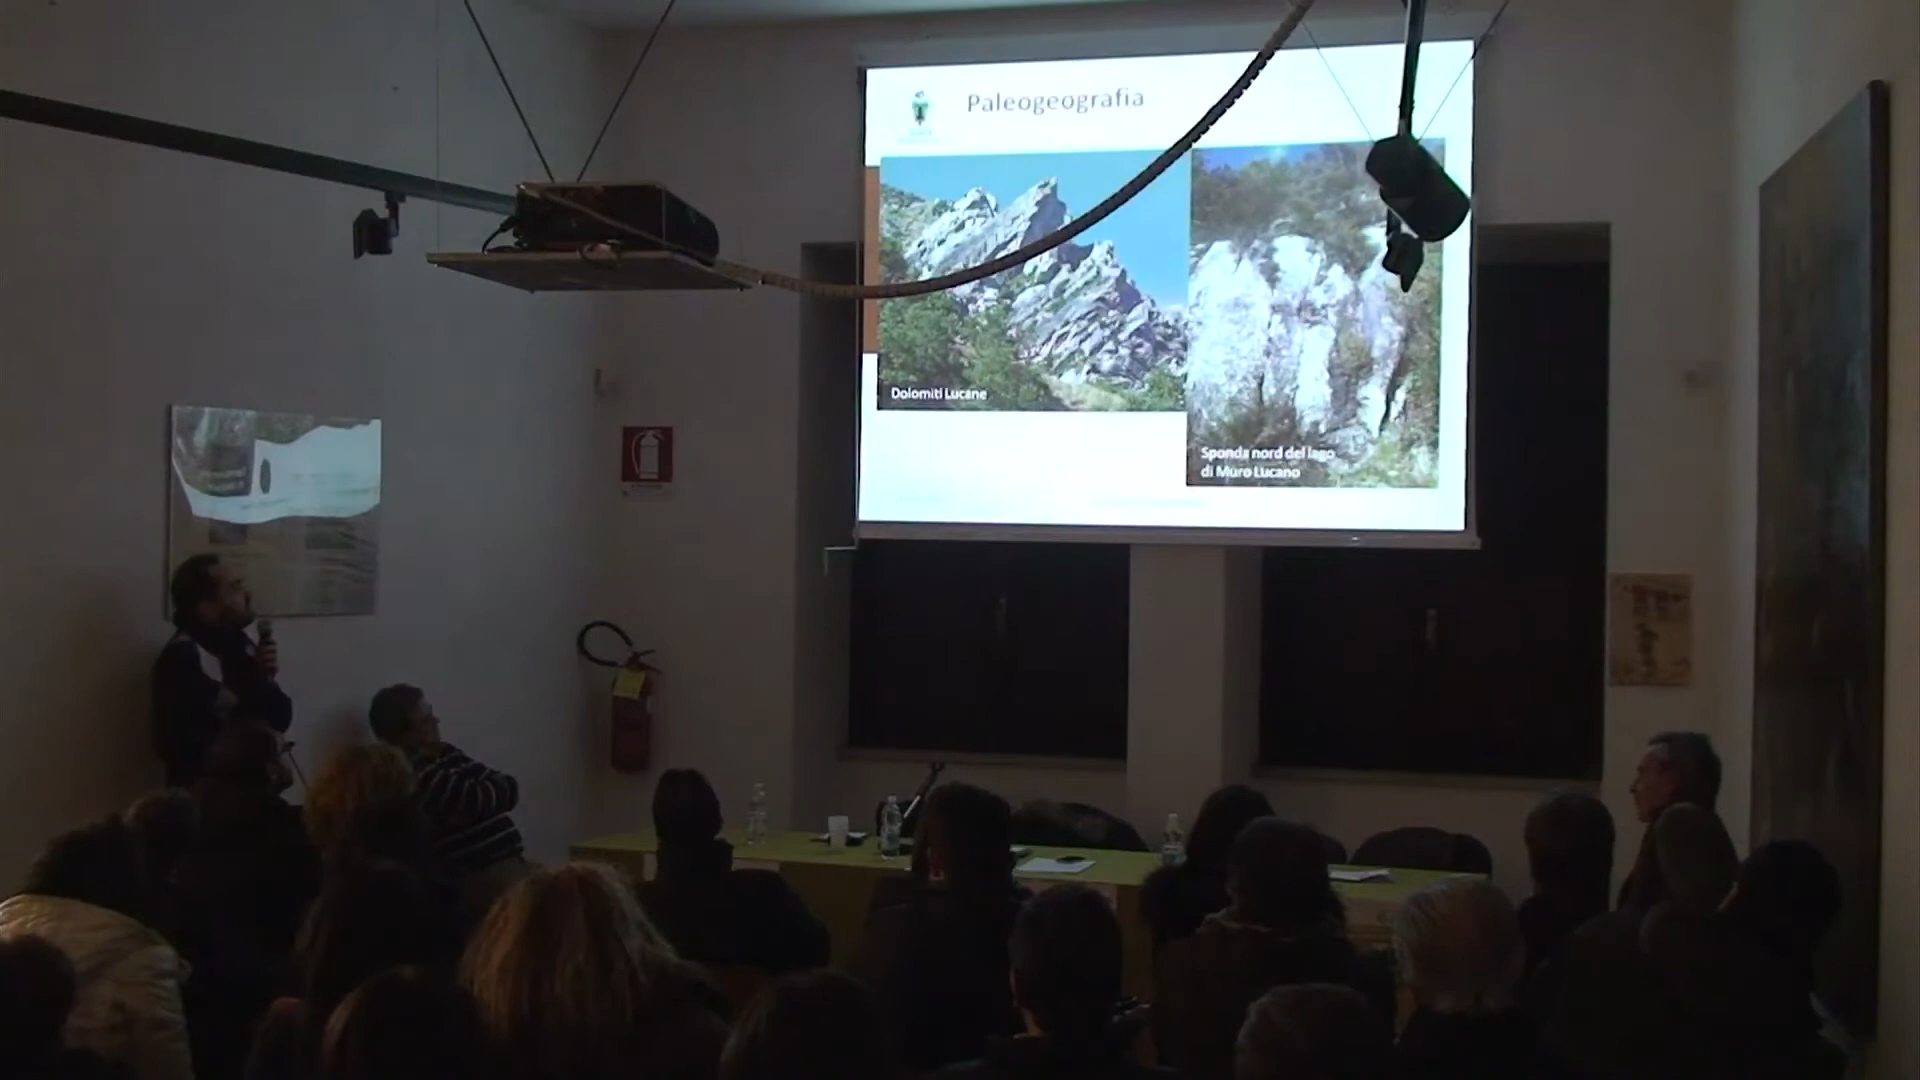 Paleogeografia
Dolomiti Lucane
Sponda nord del lago
di Muro Lucano